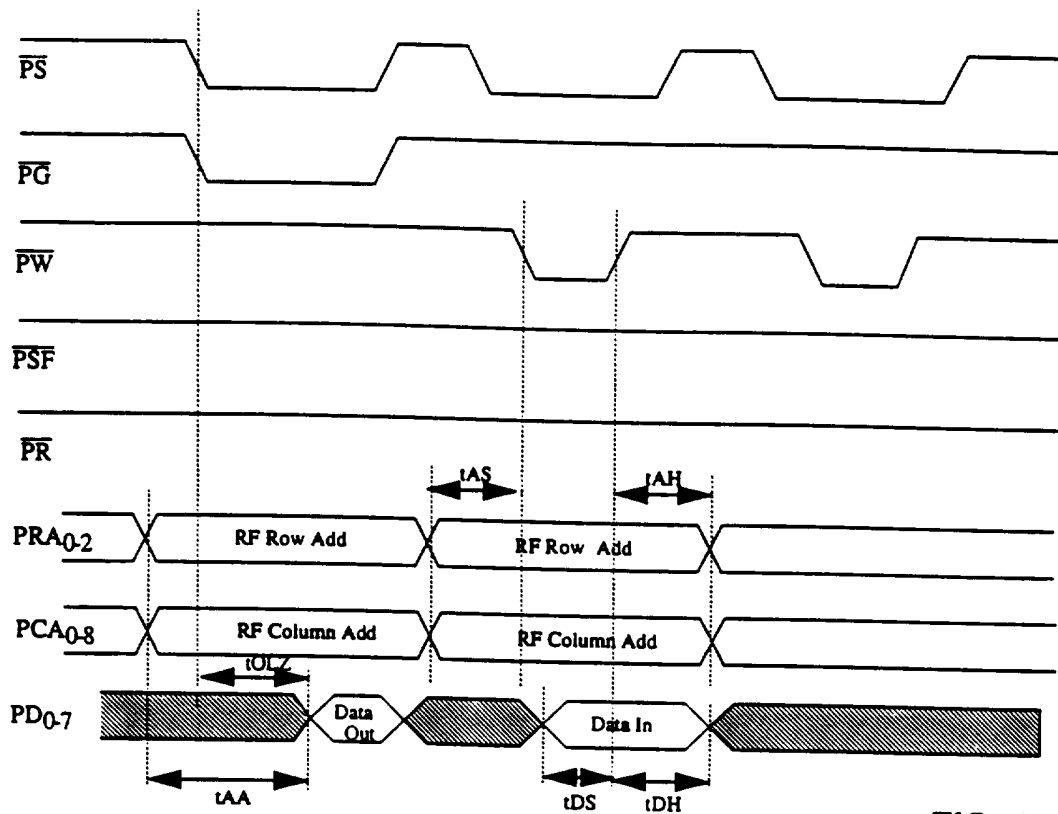 PS
PG
PW
PSF
PR
tAS
tAH
PRA0-2
RF Row Add
RF Row Add
PCA0-8
RF Column Add
RF Column Add
tOLZ
PD0-7
Data
Out
Data In
tAA
tDS
tDH